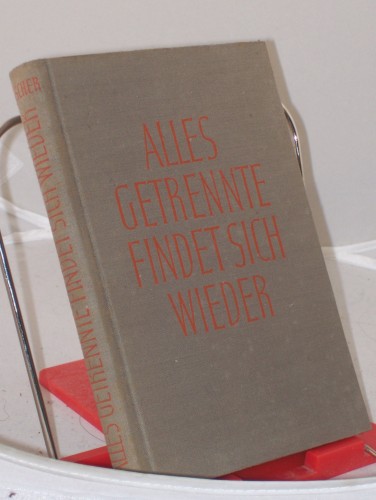 ALLES
GETRENNTE
FINDET SICH
WIEDER
ALLES GETRENNTE FINDET SICH WIEDER